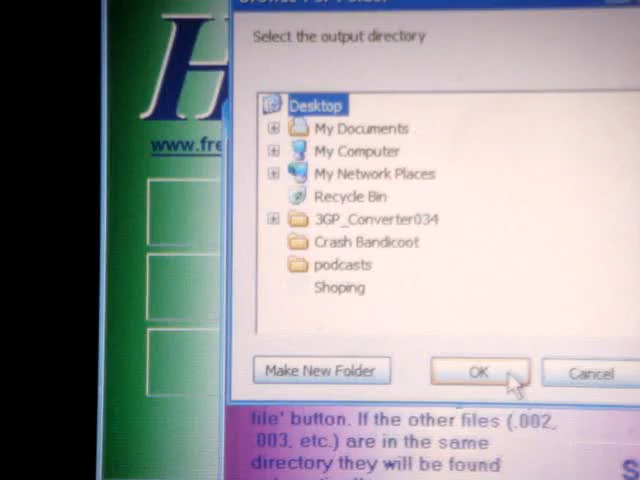 Select the output directory
H
www.fre
Desktop
My Documents
My Computer
My Network Places
Recycle Bin
3GP_Converter034
Crash Bandicoot
podcasts
Shoping
Make New Folder
OK
Cancel
file' button. If the other files (.002,
.003, etc.) are in the same
directory they will be found
S